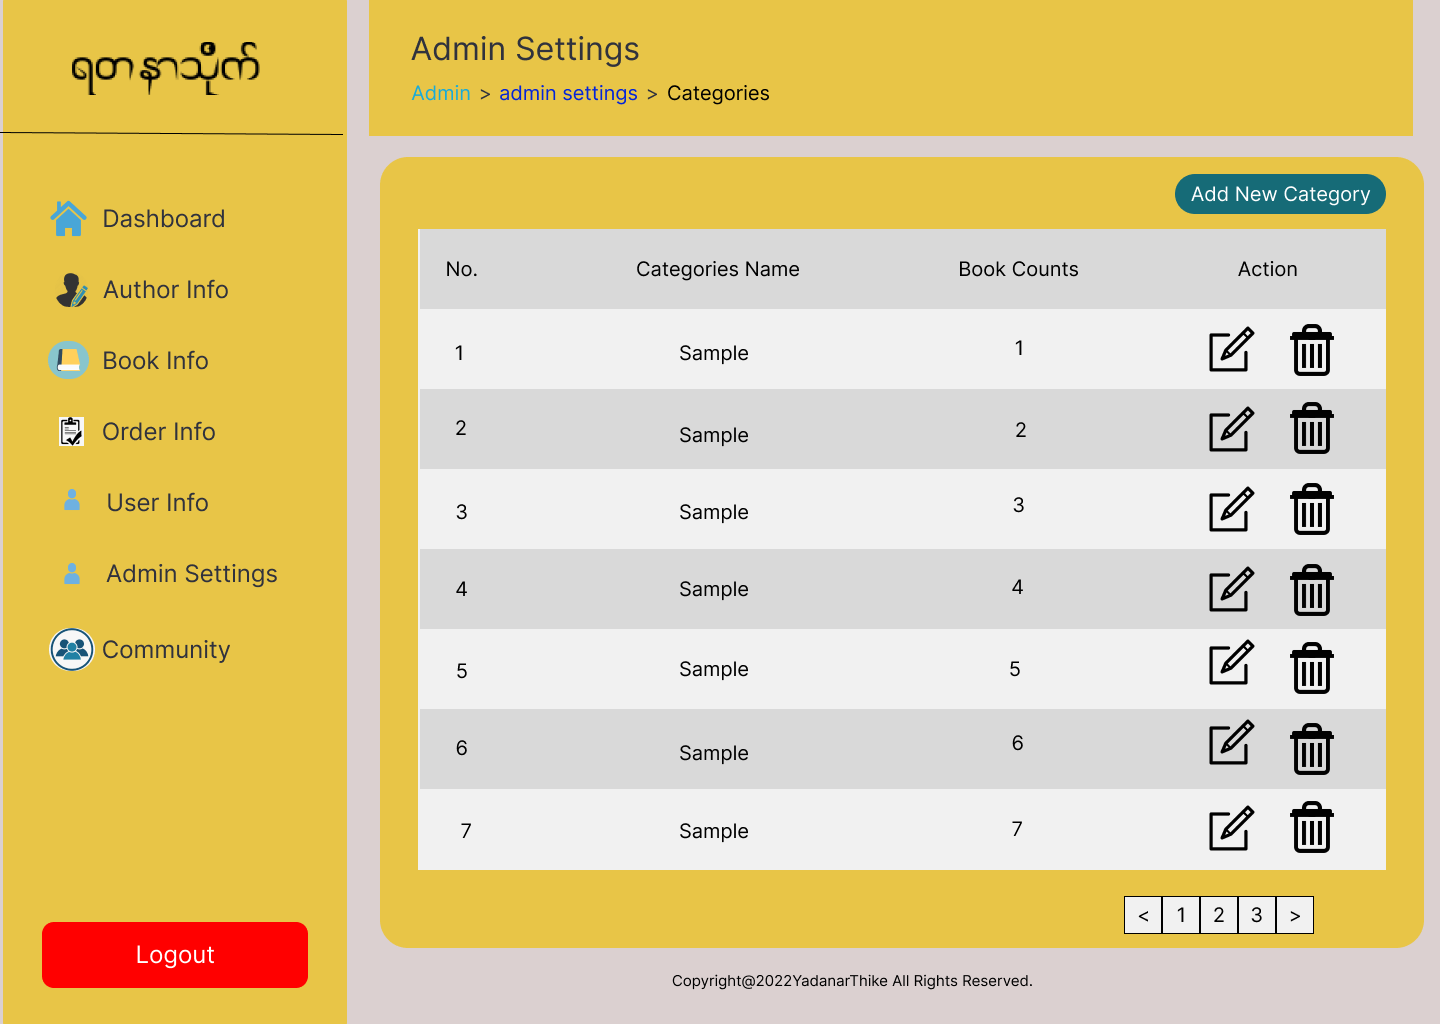 ရတနာသိုက်
Dashboard
Author Info
Book Info
Order Info
User Info
Admin Settings
Community
Logout
Admin Settings
Admin > admin settings > Categories
Add New Category
No. Categories Name Book Counts Action
1 Sample 1
2 Sample 2
3 Sample 3
4 Sample 4
5 Sample 5
6 Sample 6
7 Sample 7
< 1 2 3 >
Copyright@2022YadanarThike All Rights Reserved.